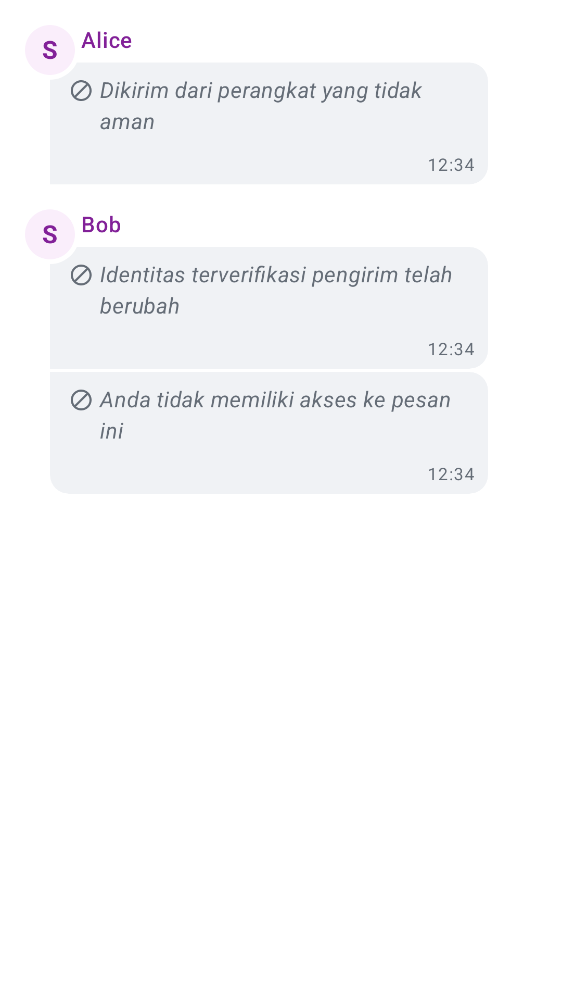 S
Alice
Dikirim dari perangkat yang tidak
aman
12:34
S
Bob
Identitas terverifikasi pengirim telah
berubah
12:34
Anda tidak memiliki akses ke pesan
ini
12:34